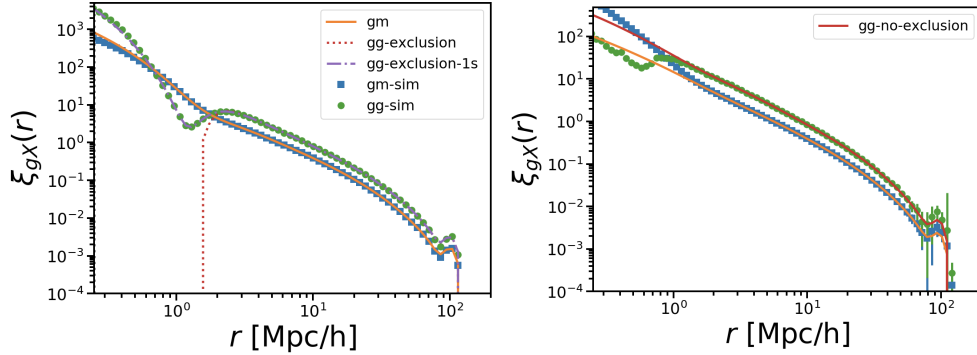 gm
gg-exclusion
gg-exclusion-1s
gm-sim
gg-sim
10³
10²
10¹
10⁰
10⁻¹
10⁻²
10⁻³
10⁻⁴
ξgX(r)
10⁰ 10¹ 10²
r [Mpc/h]
gg-no-exclusion
10²
10¹
10⁰
10⁻¹
10⁻²
10⁻³
10⁻⁴
ξgX(r)
10⁰ 10¹ 10²
r [Mpc/h]